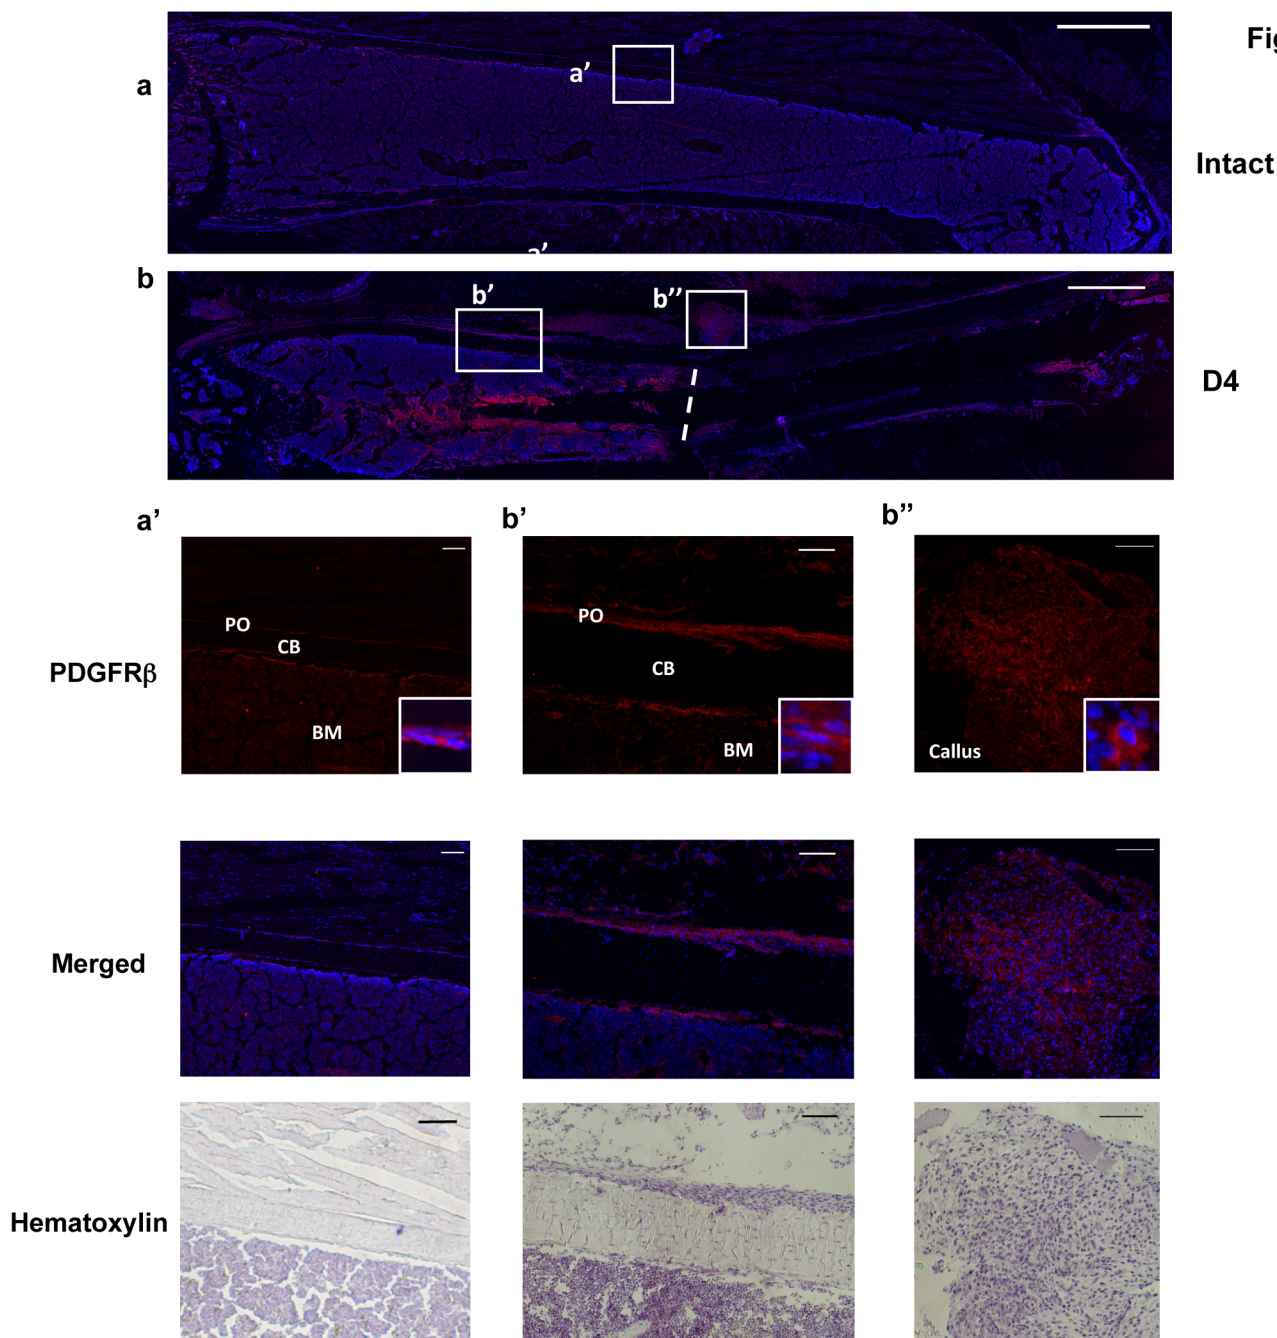 Fig
a
a’
Intact
a’
b
b’
b’’
D4
a’
b’
b’’
PDGFRβ
PO
CB
BM
PO
CB
BM
Callus
Merged
Hematoxylin